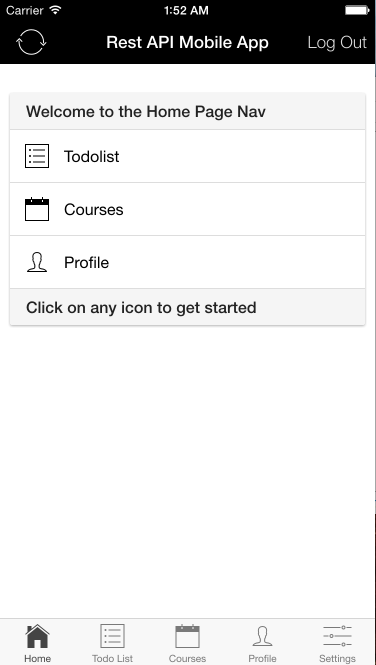 Carrier 1:52 AM
Rest API Mobile App Log Out
Welcome to the Home Page Nav
Todolist
Courses
Profile
Click on any icon to get started
Home Todo List Courses Profile Settings